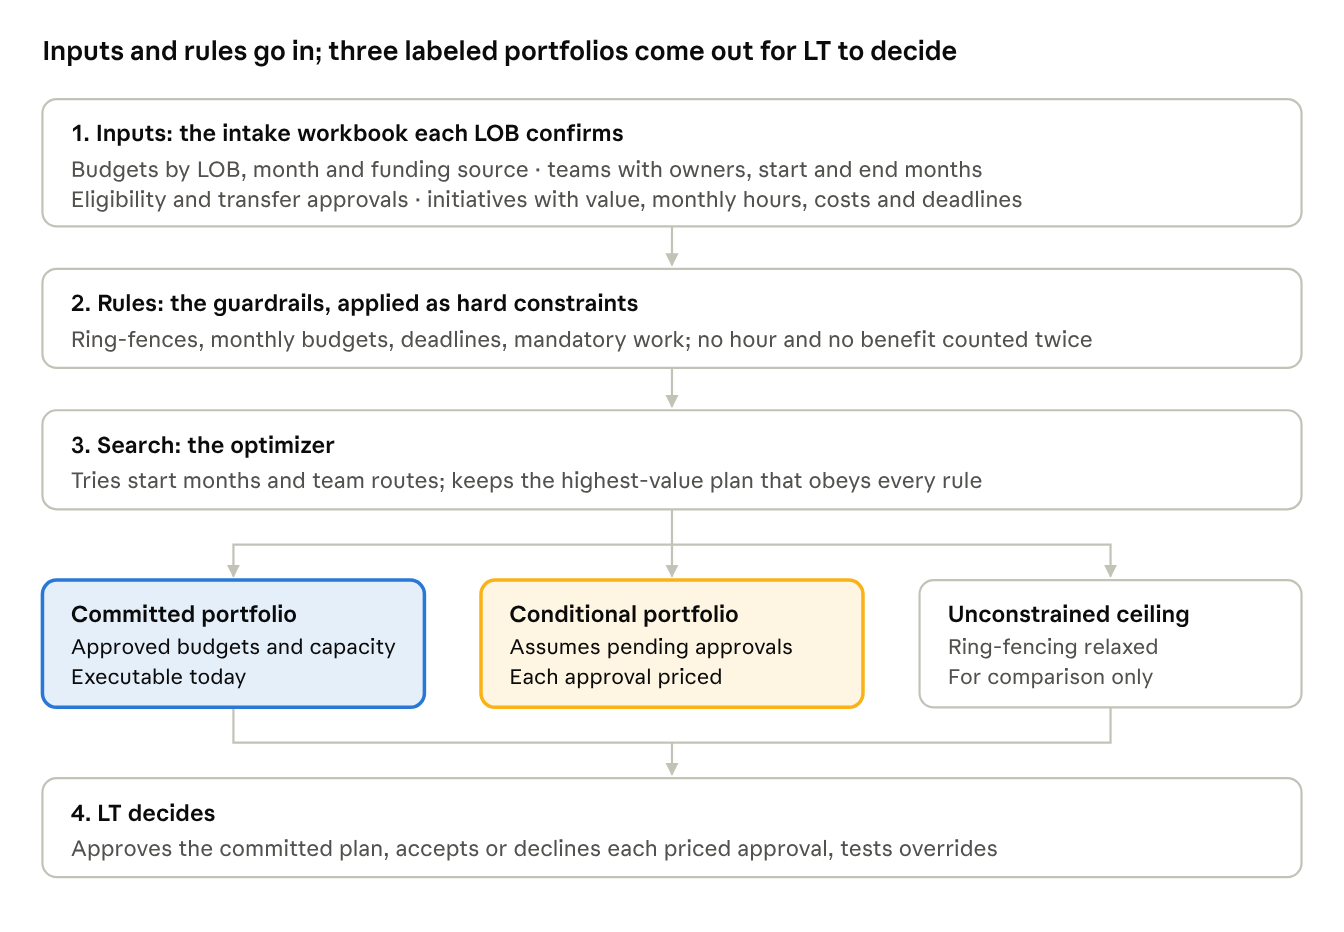 Inputs and rules go in; three labeled portfolios come out for LT to decide
1. Inputs: the intake workbook each LOB confirms
Budgets by LOB, month and funding source · teams with owners, start and end months
Eligibility and transfer approvals · initiatives with value, monthly hours, costs and deadlines
2. Rules: the guardrails, applied as hard constraints
Ring-fences, monthly budgets, deadlines, mandatory work; no hour and no benefit counted twice
3. Search: the optimizer
Tries start months and team routes; keeps the highest-value plan that obeys every rule
Committed portfolio
Approved budgets and capacity
Executable today
Conditional portfolio
Assumes pending approvals
Each approval priced
Unconstrained ceiling
Ring-fencing relaxed
For comparison only
4. LT decides
Approves the committed plan, accepts or declines each priced approval, tests overrides